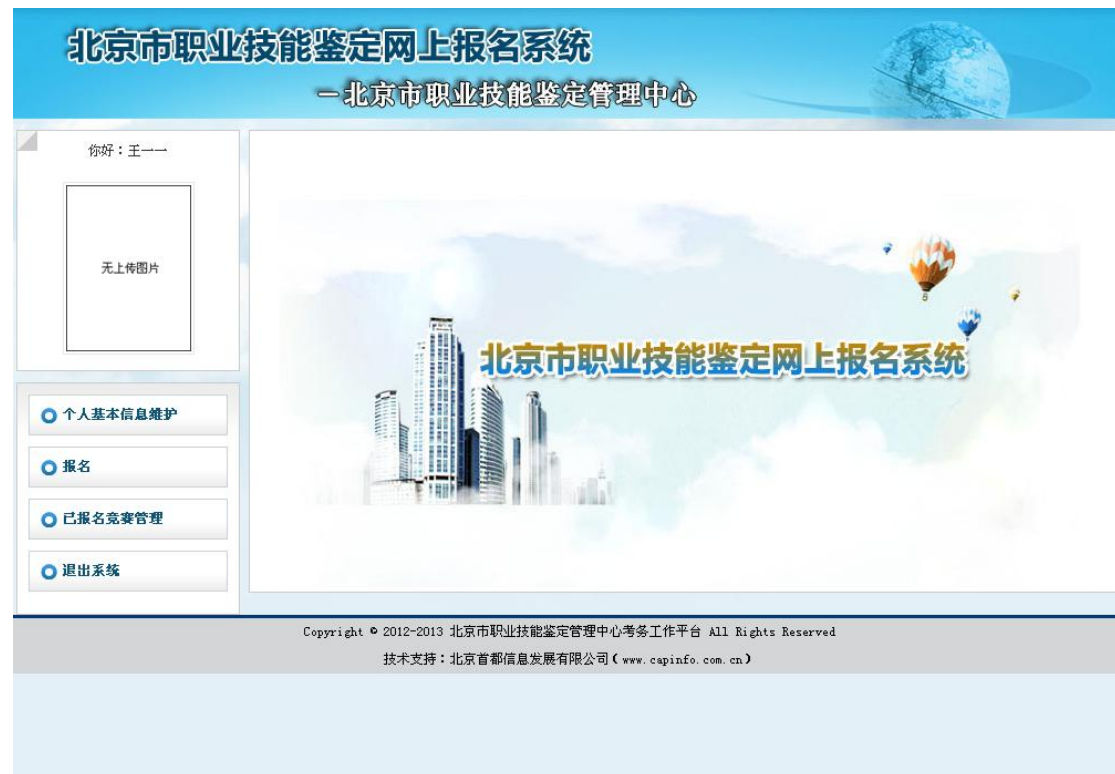 北京市职业技能鉴定网上报名系统
—北京市职业技能鉴定管理中心
你好：王一一
无上传图片
北京市职业技能鉴定网上报名系统
个人基本信息维护
报名
已报名竞赛管理
退出系统
Copyright © 2012-2013 北京市职业技能鉴定管理中心考务工作平台 All Rights Reserved
技术支持：北京首都信息发展有限公司(www.capinfo.com.cn)